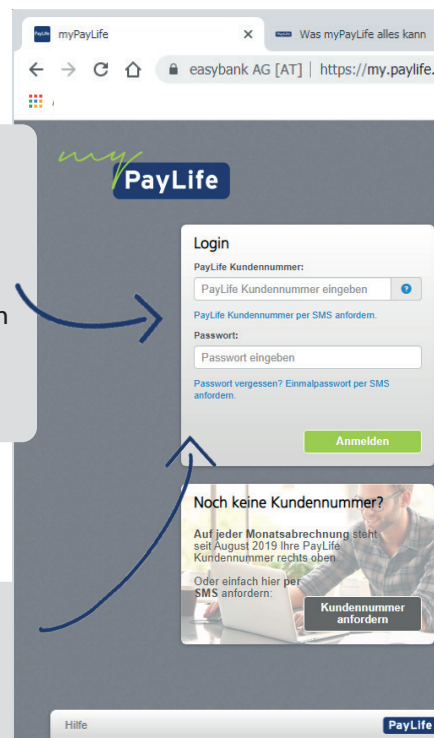 PayLife
myPayLife
Was myPayLife alles kann
easybank AG [AT] | https://my.paylife.
my
PayLife
n
Login
PayLife Kundennummer:
PayLife Kundennummer eingeben
?
PayLife Kundennummer per SMS anfordern.
Passwort:
Passwort eingeben
Passwort vergessen? Einmalpasswort per SMS
anfordern.
Anmelden
Noch keine Kundennummer?
Auf jeder Monatsabrechnung steht
seit August 2019 Ihre PayLife
Kundennummer rechts oben.
Oder einfach hier per
SMS anfordern:
Kundennummer
anfordern
Hilfe
PayLife